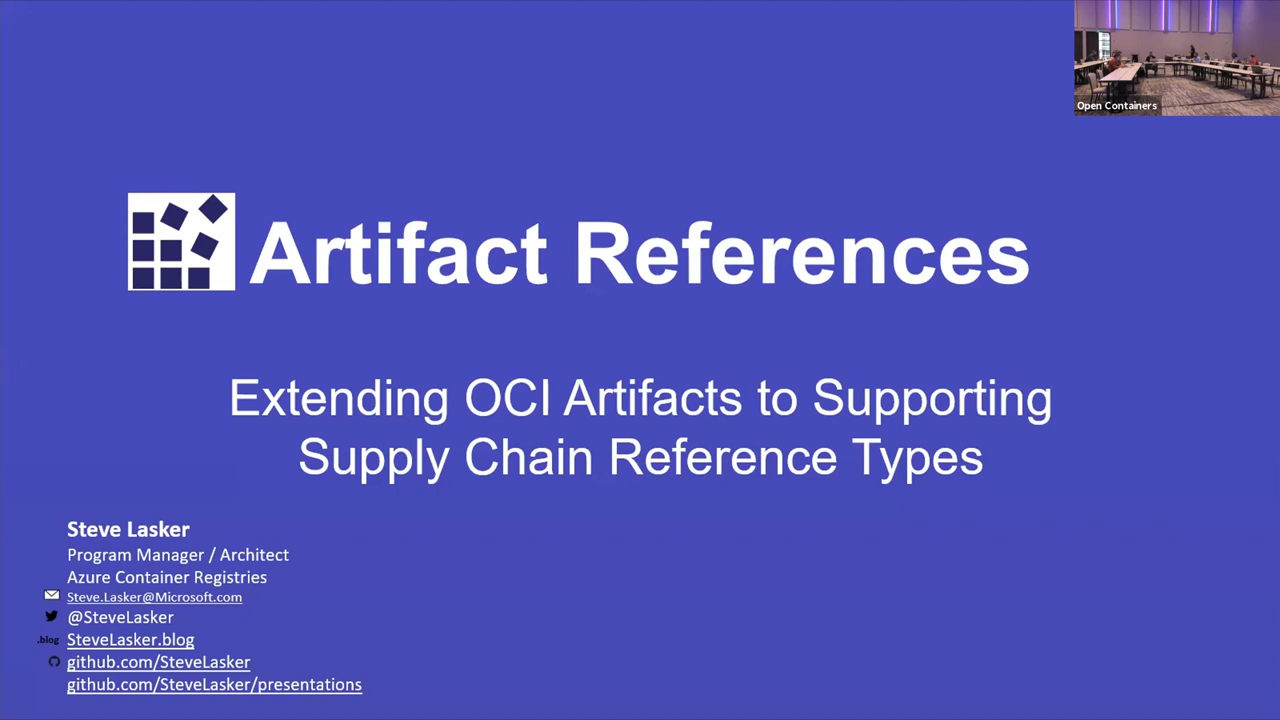 Open Containers
Artifact References
Extending OCI Artifacts to Supporting
Supply Chain Reference Types
Steve Lasker
Program Manager / Architect
Azure Container Registries
Steve.Lasker@Microsoft.com
@SteveLasker
.blog SteveLasker.blog
github.com/SteveLasker
github.com/SteveLasker/presentations